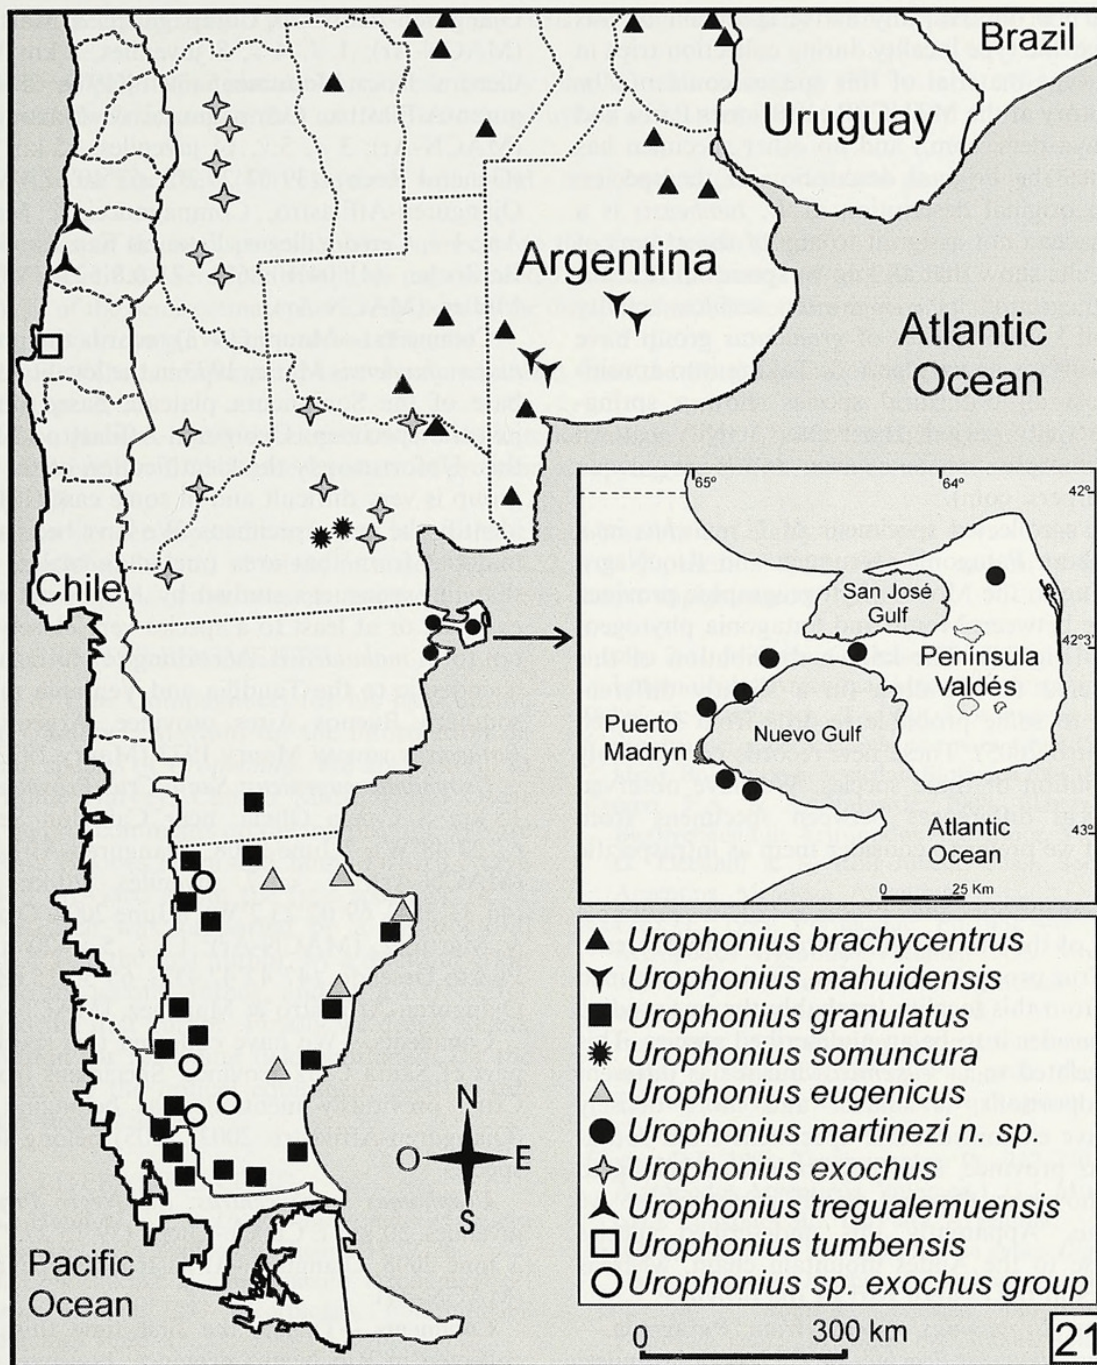 Brazil
Uruguay
Argentina
Atlantic
Ocean
Chile
65°
64°
42°
San José
Gulf
42°3
Península
Valdés
Puerto
Madryn
Nuevo Gulf
43°
Atlantic
Ocean
0 25 Km
Urophonius brachycentrus
Urophonius mahuidensis
Urophonius granulatus
Urophonius somuncura
Urophonius eugenicus
Urophonius martinezi n. sp.
Urophonius exochus
Urophonius tregualemuensis
Urophonius tumbensis
Urophonius sp. exochus group
N
O E
S
Pacific
Ocean
0 300 km
21